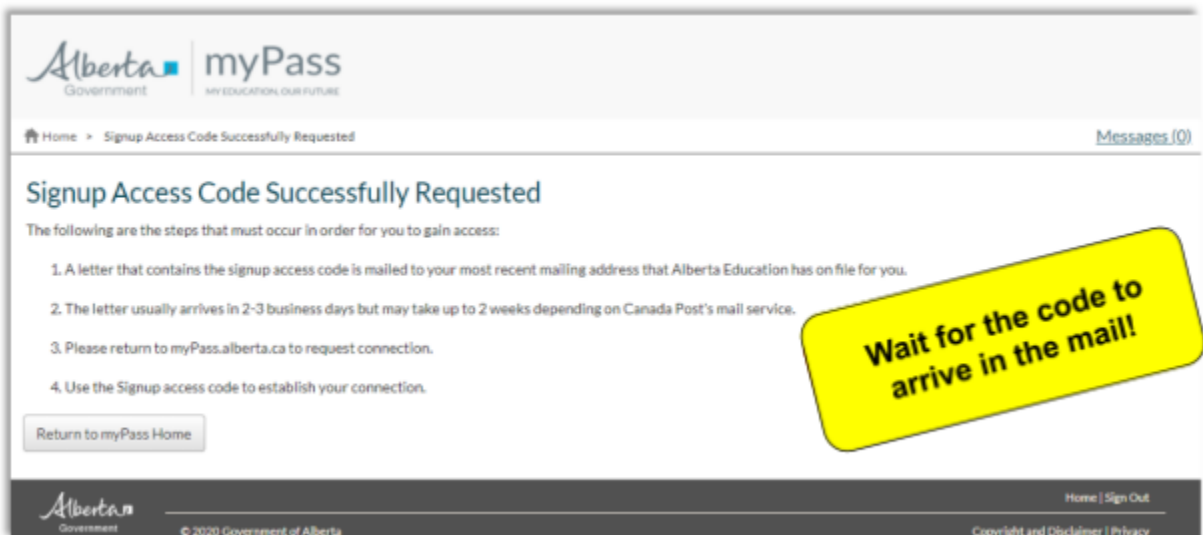 Alberta Government
myPass
MY EDUCATION, OUR FUTURE
Home > Signup Access Code Successfully Requested
Messages (0)
Signup Access Code Successfully Requested
The following are the steps that must occur in order for you to gain access:
1. A letter that contains the signup access code is mailed to your most recent mailing address that Alberta Education has on file for you.
2. The letter usually arrives in 2-3 business days but may take up to 2 weeks depending on Canada Post's mail service.
3. Please return to myPass.alberta.ca to request connection.
4. Use the Signup access code to establish your connection.
Wait for the code to
arrive in the mail!
Return to myPass Home
Alberta Government
Home | Sign Out
© 2020 Government of Alberta
Copyright and Disclaimer | Privacy